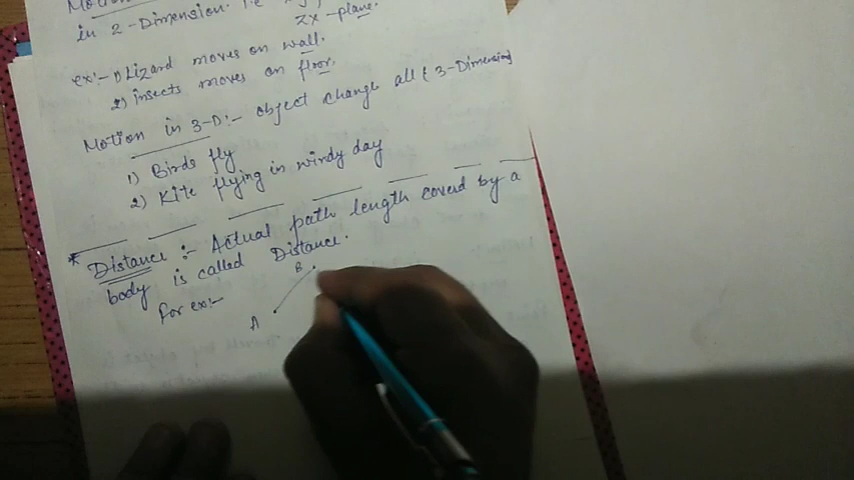 Motion
in 2-Dimension. i.e
zx-plane.
ex:- 1) Lizard moves on wall.
2) insects moves on floor.
Motion in 3-D:- object change all (3-Dimension)
1) Birds fly
2) Kite flying in windy day
* Distance :- Actual path length coverd by a
body is called Distance.
for ex:-
B
A